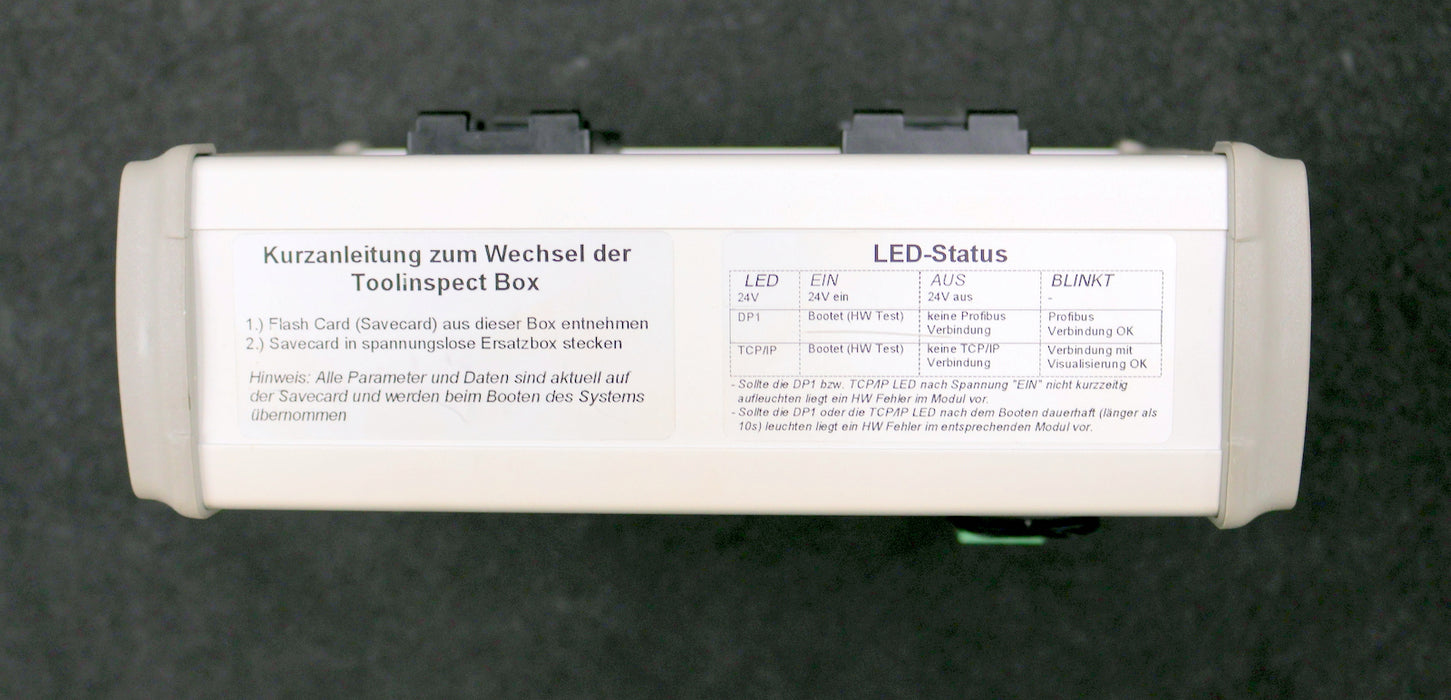 Kurzanleitung zum Wechsel der
Toolinspect Box
1.) Flash Card (Savecard) aus dieser Box entnehmen
2.) Savecard in spannungslose Ersatzbox stecken
Hinweis: Alle Parameter und Daten sind aktuell auf
der Savecard und werden beim Booten des Systems
übernommen
LED-Status
LED EIN AUS BLINKT
24V 24V ein 24V aus -
DP1 Bootet (HW Test) keine Profibus Profibus
Verbindung Verbindung OK
TCP/IP Bootet (HW Test) keine TCP/IP Verbindung mit
Verbindung Visualisierung OK
- Sollte die DP1 bzw. TCP/IP LED nach Spannung "EIN" nicht kurzzeitig
aufleuchten liegt ein HW Fehler im Modul vor.
- Sollte die DP1 oder die TCP/IP LED nach dem Booten dauerhaft (länger als
10s) leuchten liegt ein HW Fehler im entsprechenden Modul vor.